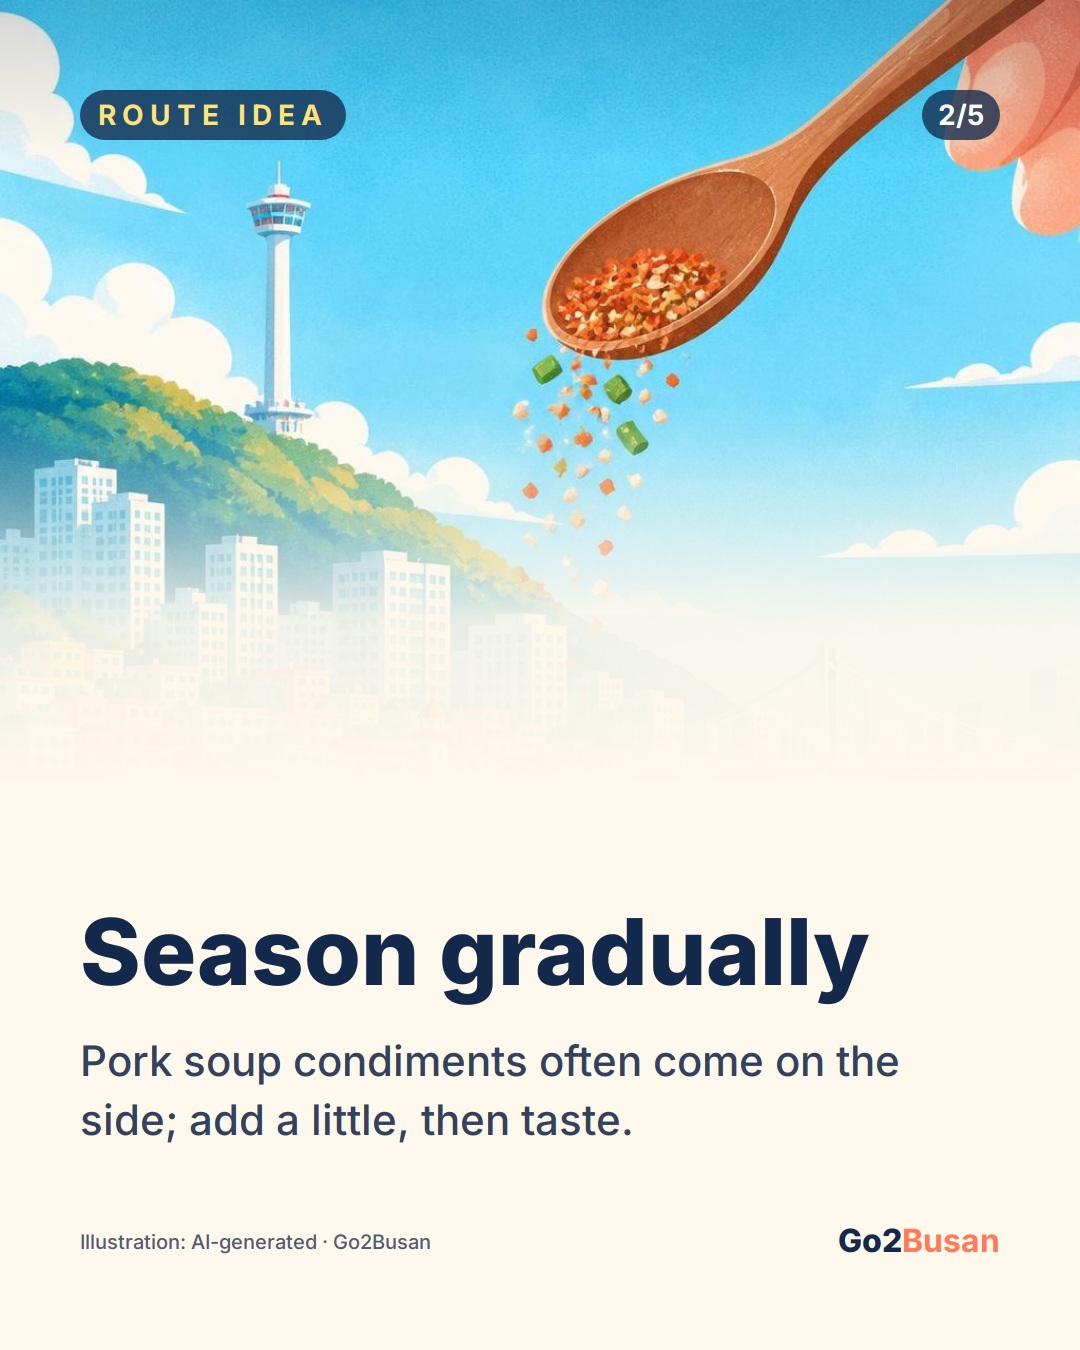 ROUTE IDEA
2/5
Season gradually
Pork soup condiments often come on the
side; add a little, then taste.
Illustration: AI-generated · Go2Busan
Go2Busan